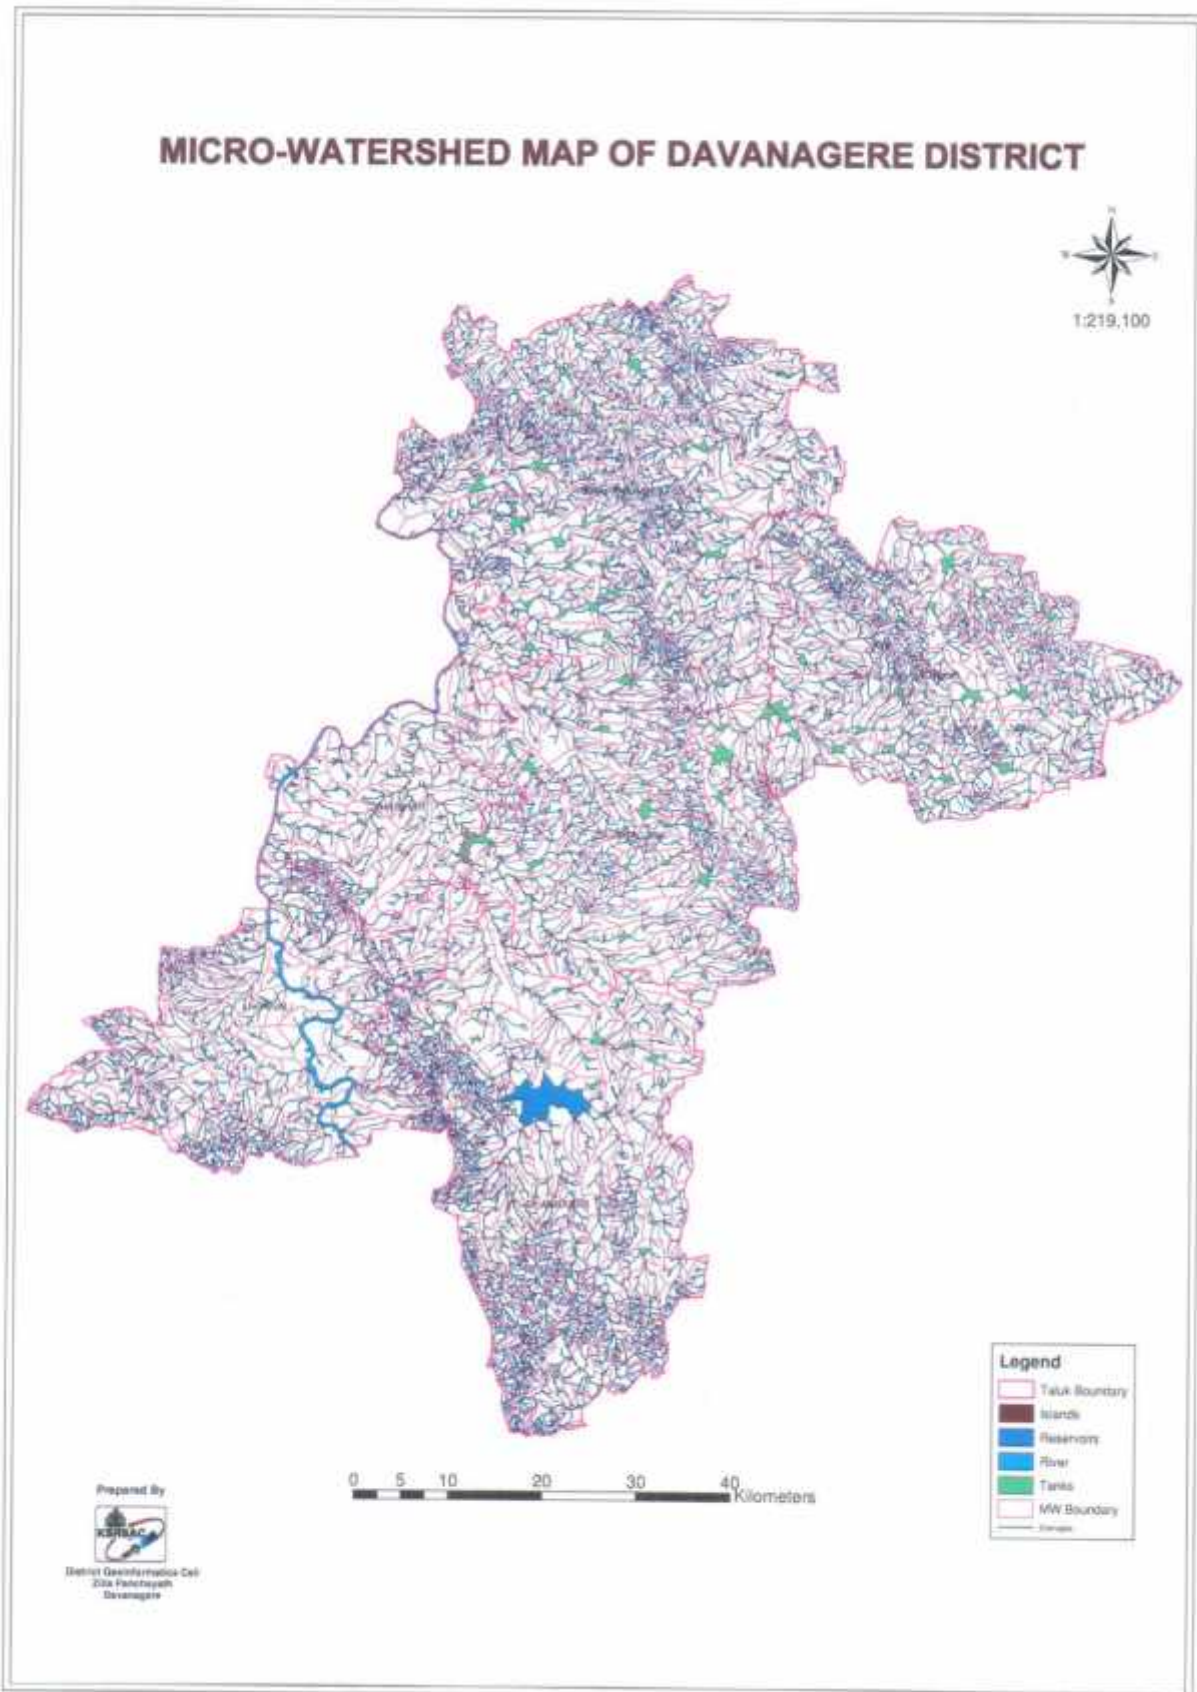 MICRO-WATERSHED MAP OF DAVANAGERE DISTRICT
N
W E
S
1:219,100
Legend
Taluk Boundary
Islands
Reservoirs
River
Tanks
MW Boundary
Drainages
0 5 10 20 30 40
Kilometers
Prepared By
KSRSAC
District Geoinformatics Cell
Zilla Panchayath
Davanagere